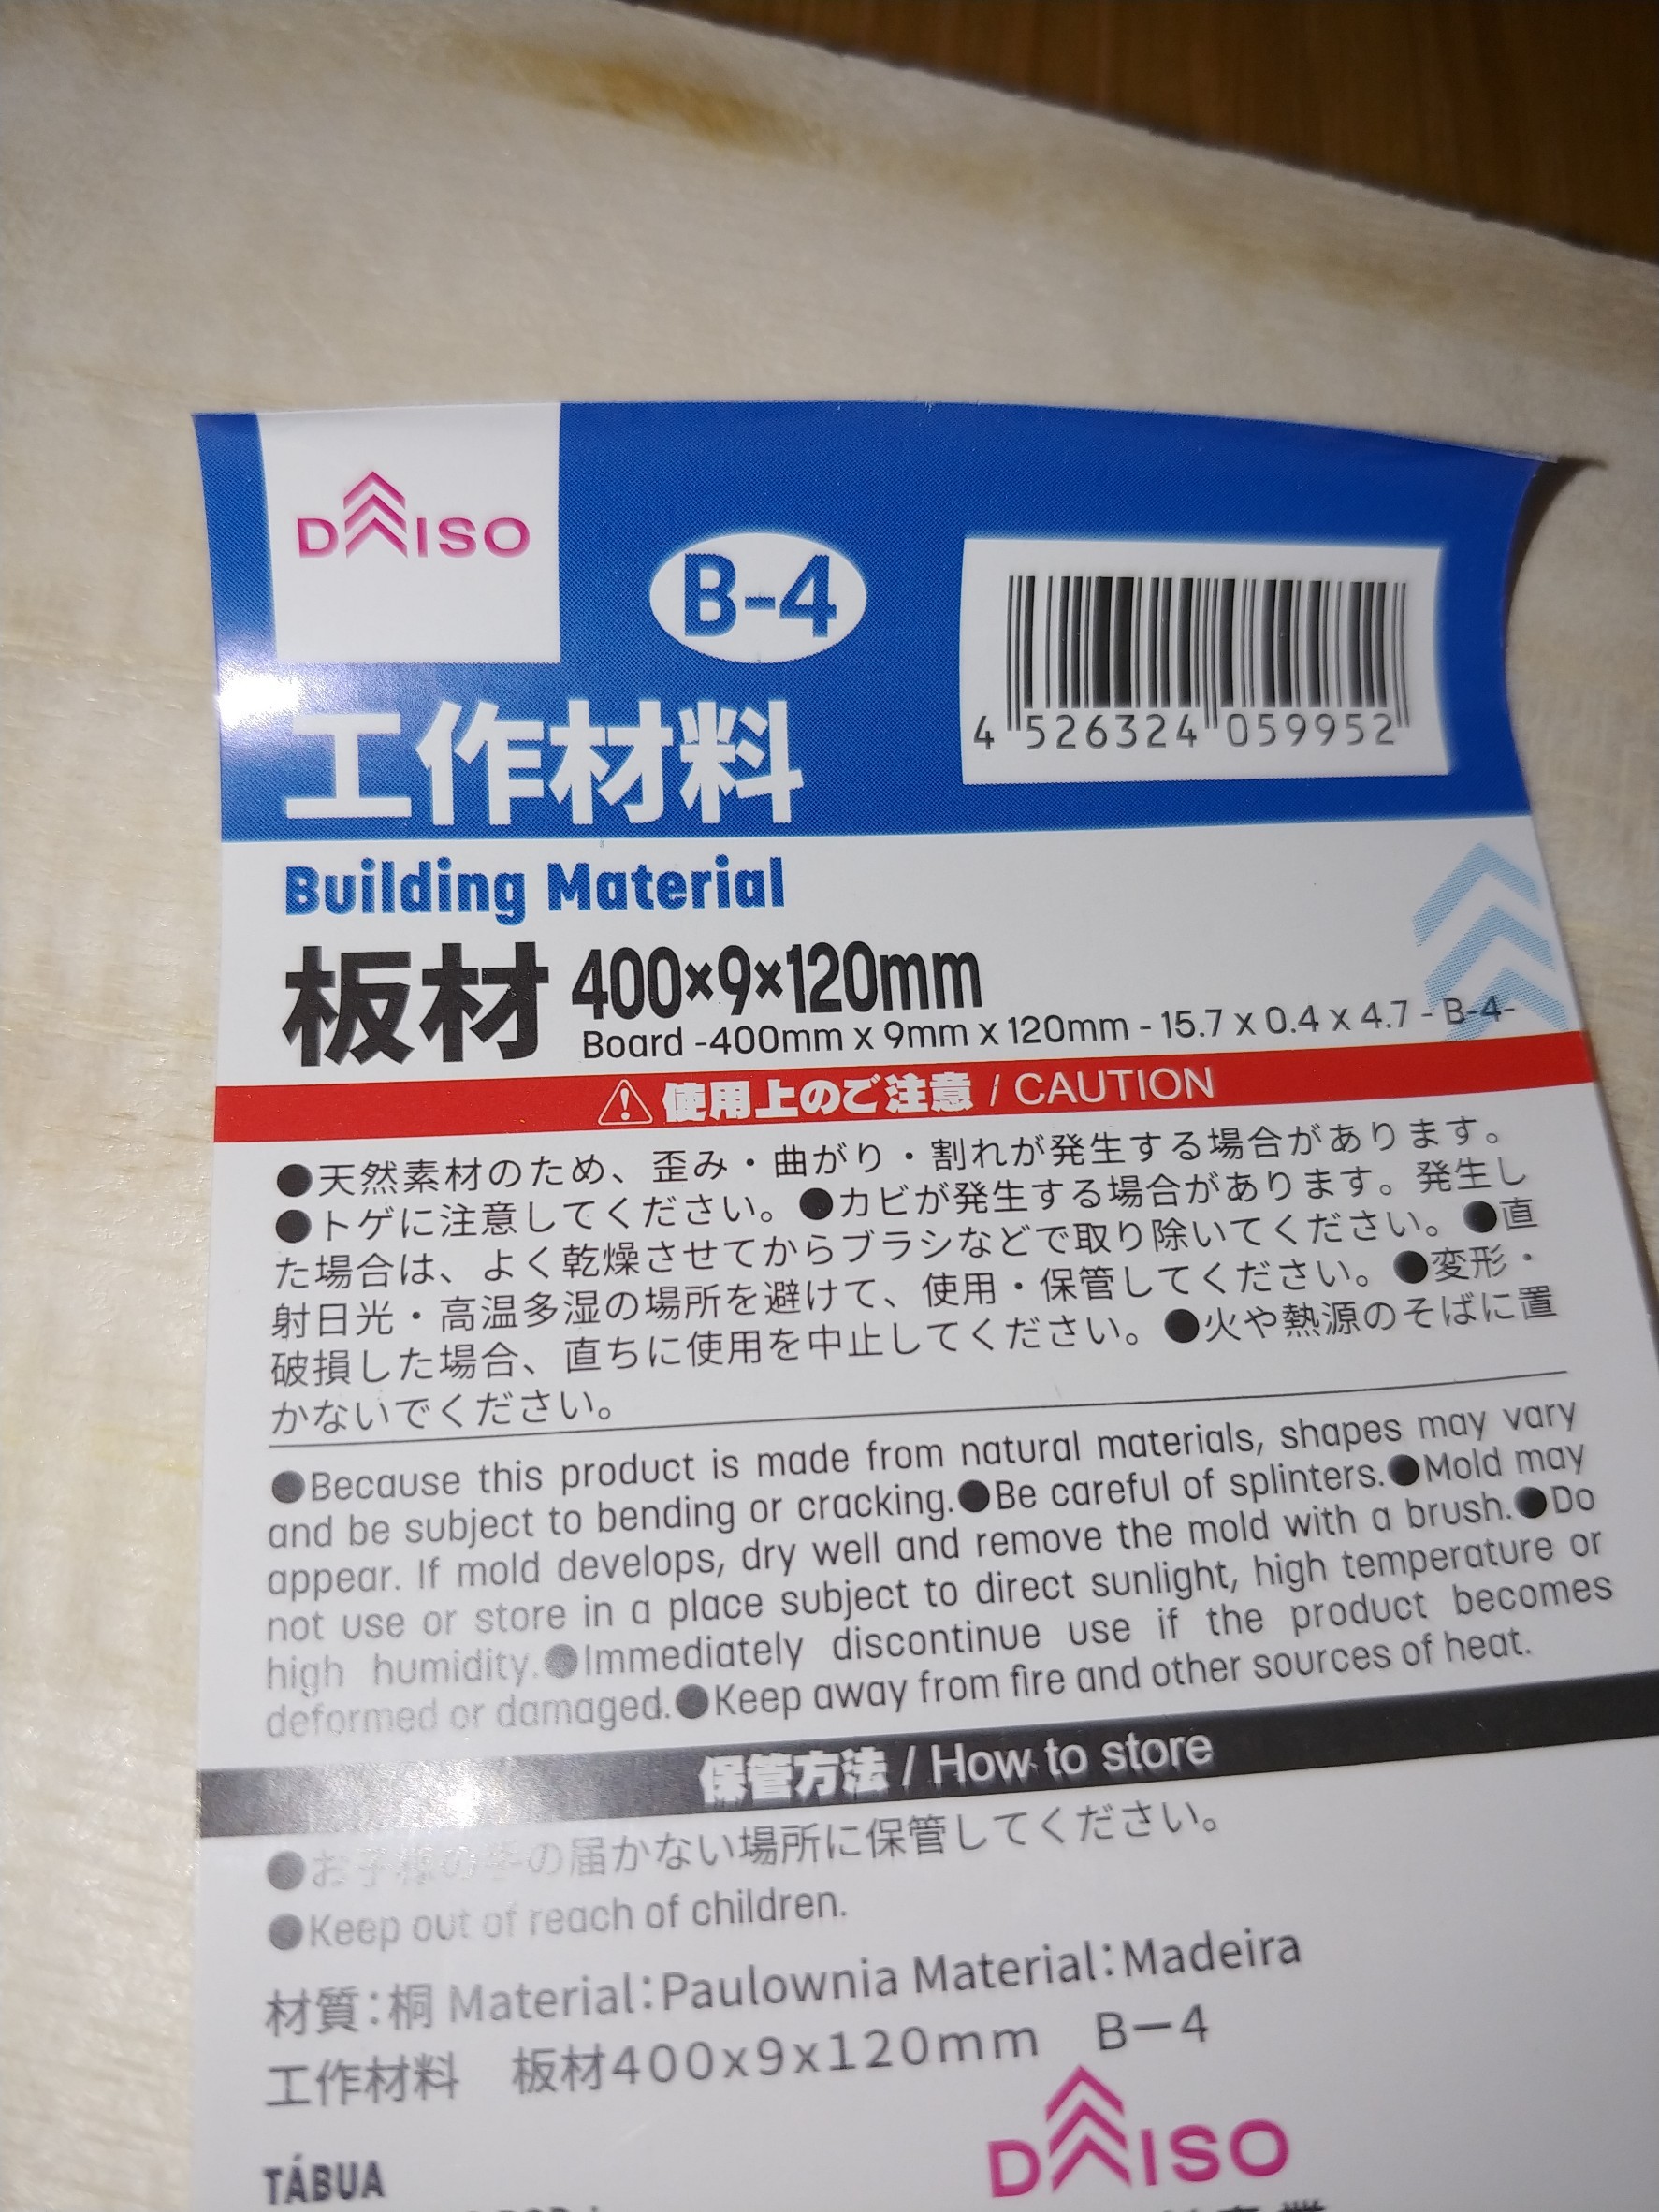 DAISO
B-4
4 526324 059952
工作材料
Building Material
板材 400×9×120mm
Board -400mm x 9mm x 120mm - 15.7 x 0.4 x 4.7 - B-4-
使用上のご注意 / CAUTION
●天然素材のため、歪み・曲がり・割れが発生する場合があります。
●トゲに注意してください。●カビが発生する場合があります。発生し
た場合は、よく乾燥させてからブラシなどで取り除いてください。●直
射日光・高温多湿の場所を避けて、使用・保管してください。●変形・
破損した場合、直ちに使用を中止してください。●火や熱源のそばに置
かないでください。
●Because this product is made from natural materials, shapes may vary
and be subject to bending or cracking.●Be careful of splinters.●Mold may
appear. If mold develops, dry well and remove the mold with a brush.●Do
not use or store in a place subject to direct sunlight, high temperature or
high humidity.●Immediately discontinue use if the product becomes
deformed or damaged.●Keep away from fire and other sources of heat.
保管方法 / How to store
●お子様の手の届かない場所に保管してください。
●Keep out of reach of children.
材質:桐 Material:Paulownia Material:Madeira
工作材料 板材400x9x120mm B-4
DAISO
TÁBUA